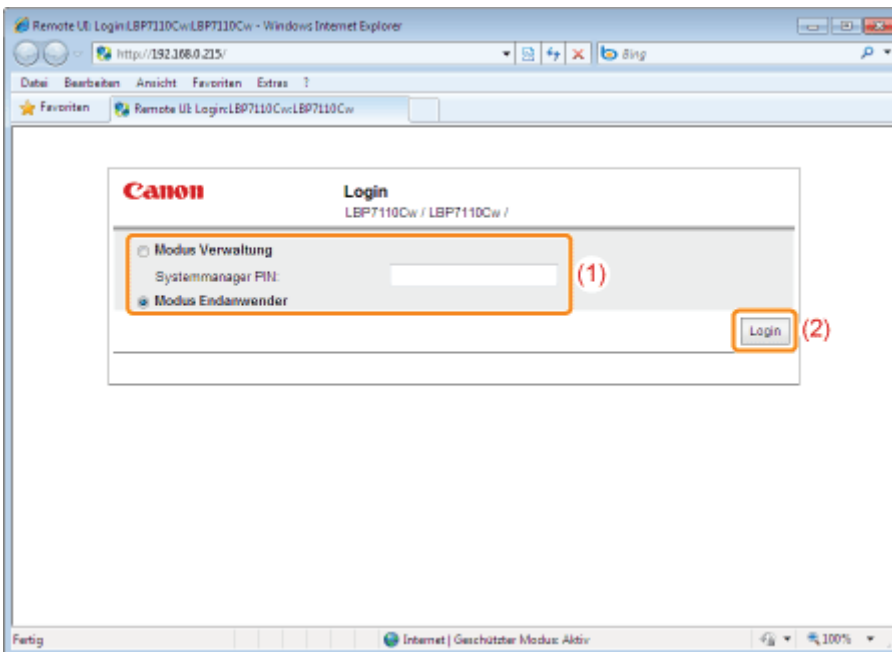 Remote UI: Login:LBP7110Cw:LBP7110Cw - Windows Internet Explorer
http://192.168.0.215/
Bing
Datei Bearbeiten Ansicht Favoriten Extras ?
Favoriten Remote UI: Login:LBP7110Cw:LBP7110Cw
Canon Login
LBP7110Cw / LBP7110Cw /
Modus Verwaltung
Systemmanager PIN: (1)
Modus Endanwender
Login (2)
Fertig Internet | Geschützter Modus: Aktiv 100%